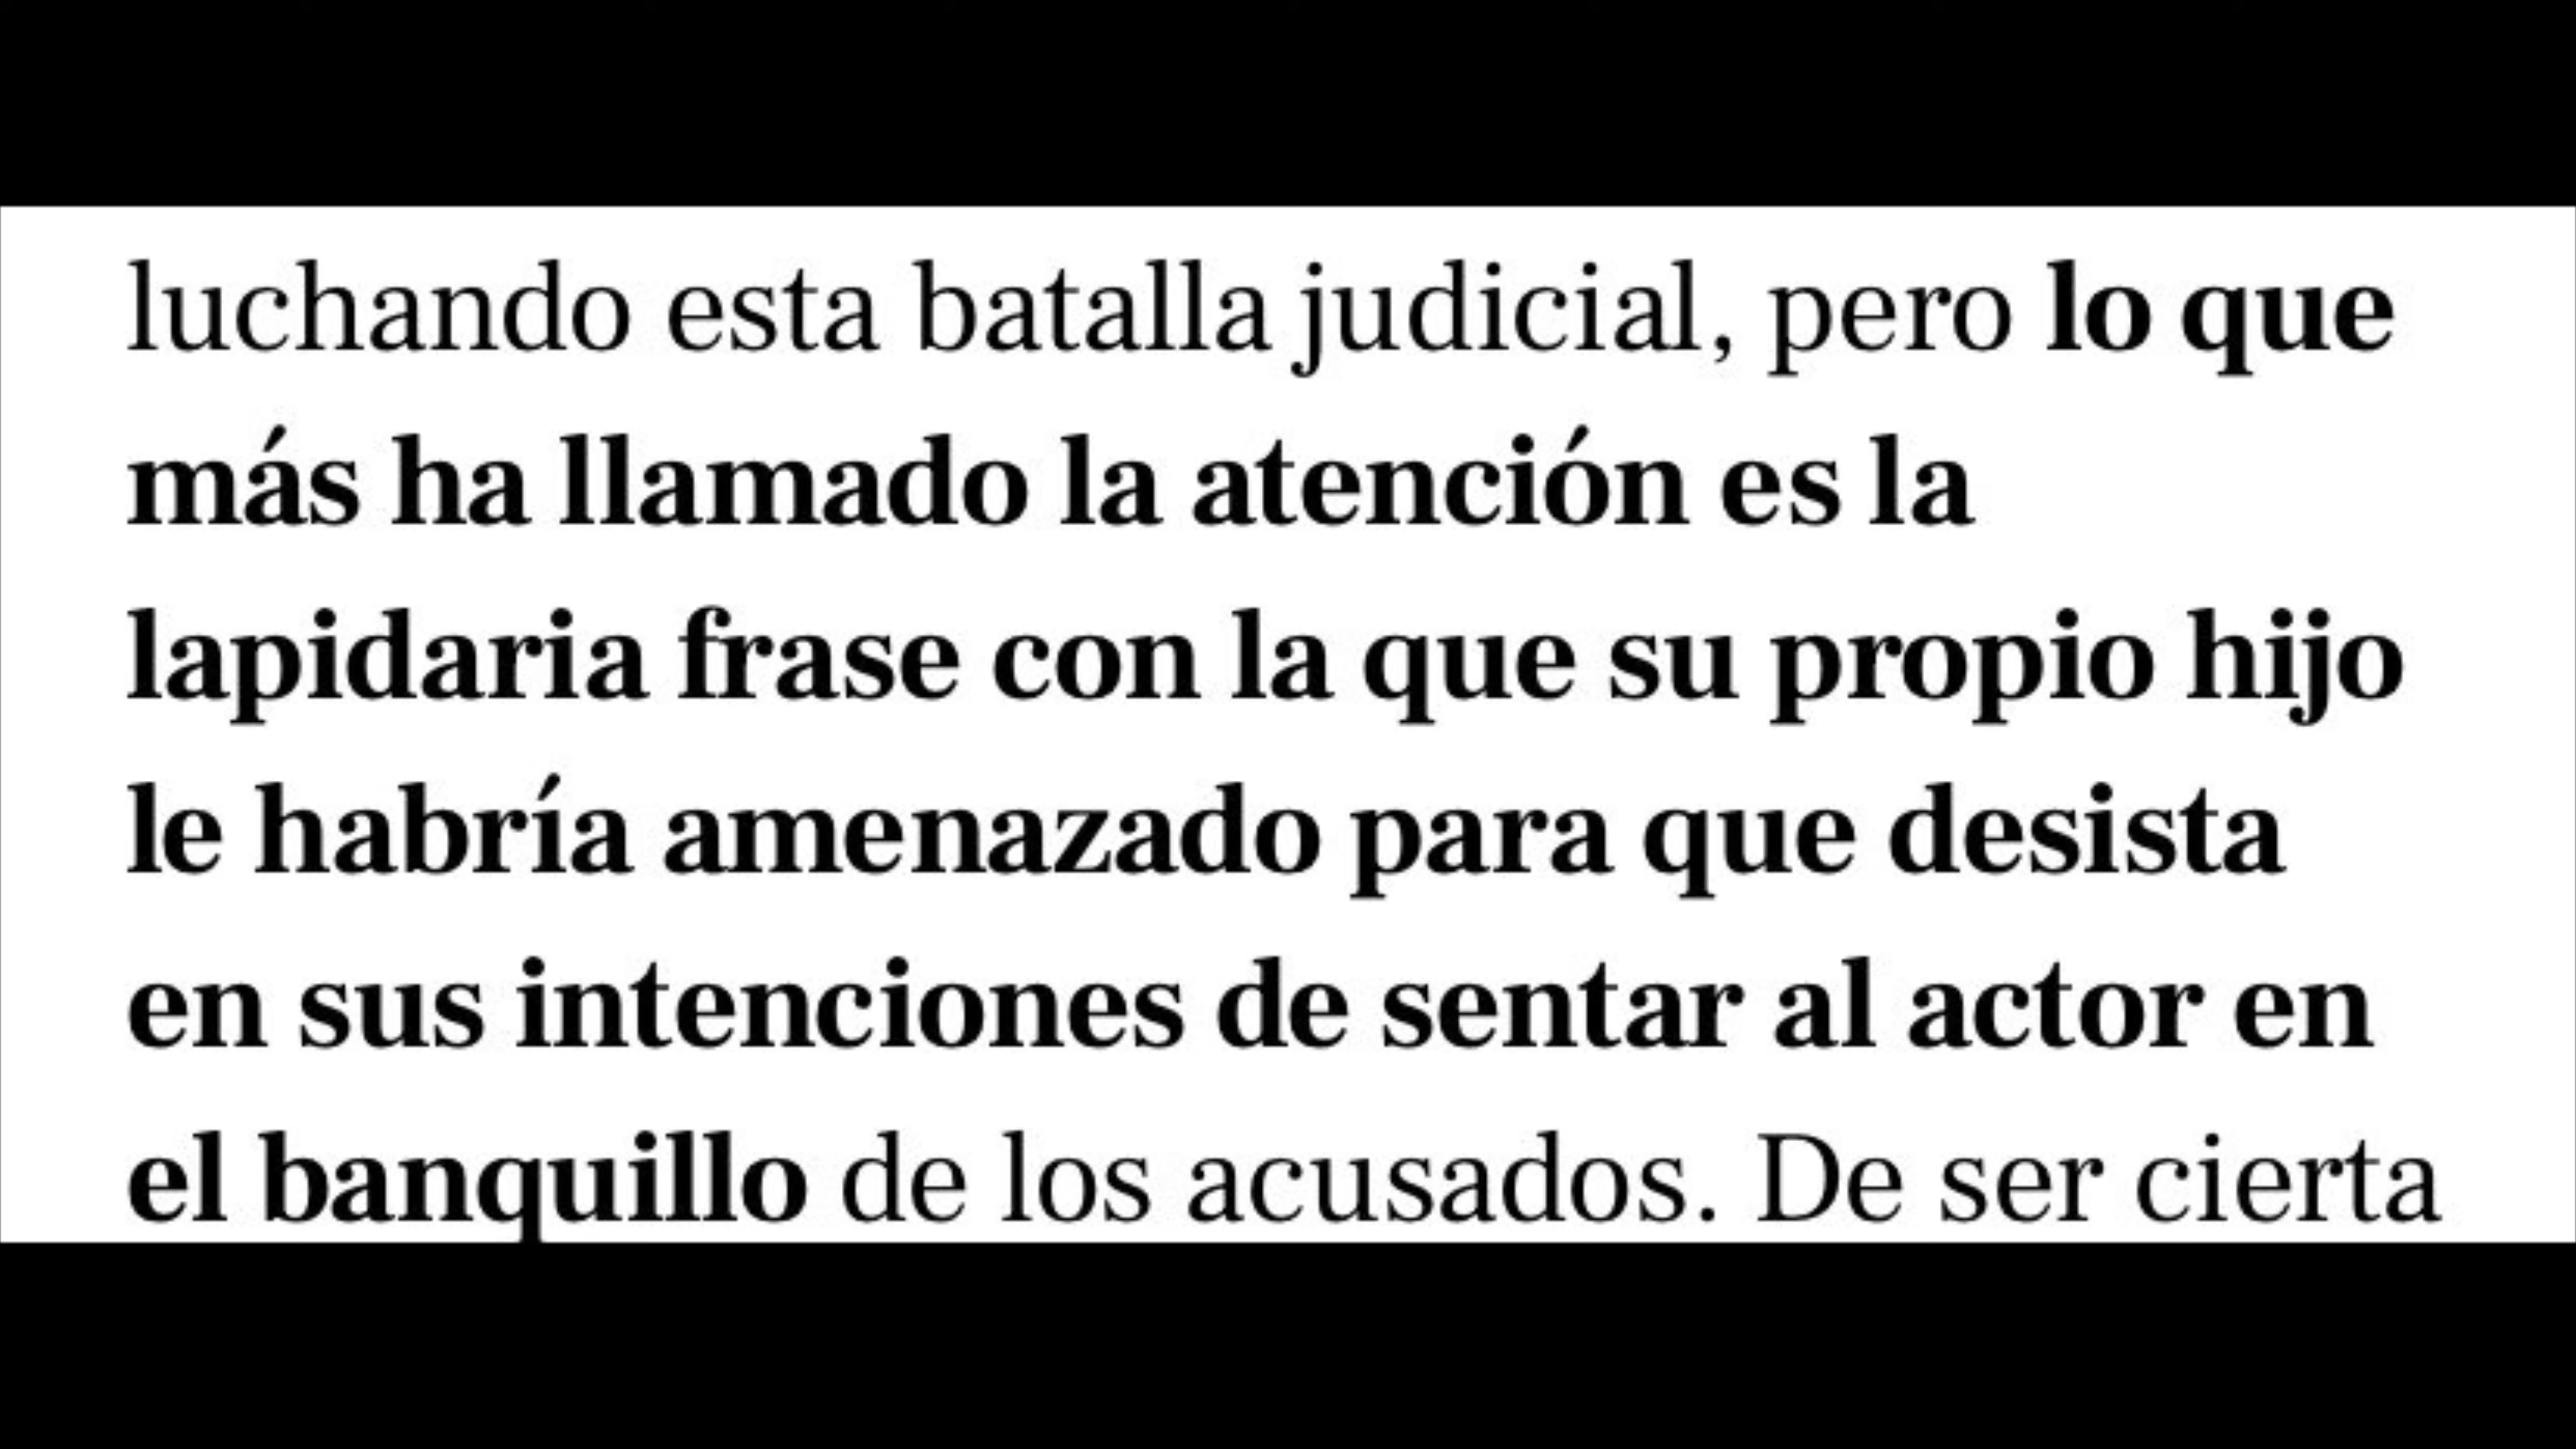 luchando esta batalla judicial, pero lo que
más ha llamado la atención es la
lapidaria frase con la que su propio hijo
le habría amenazado para que desista
en sus intenciones de sentar al actor en
el banquillo de los acusados. De ser cierta